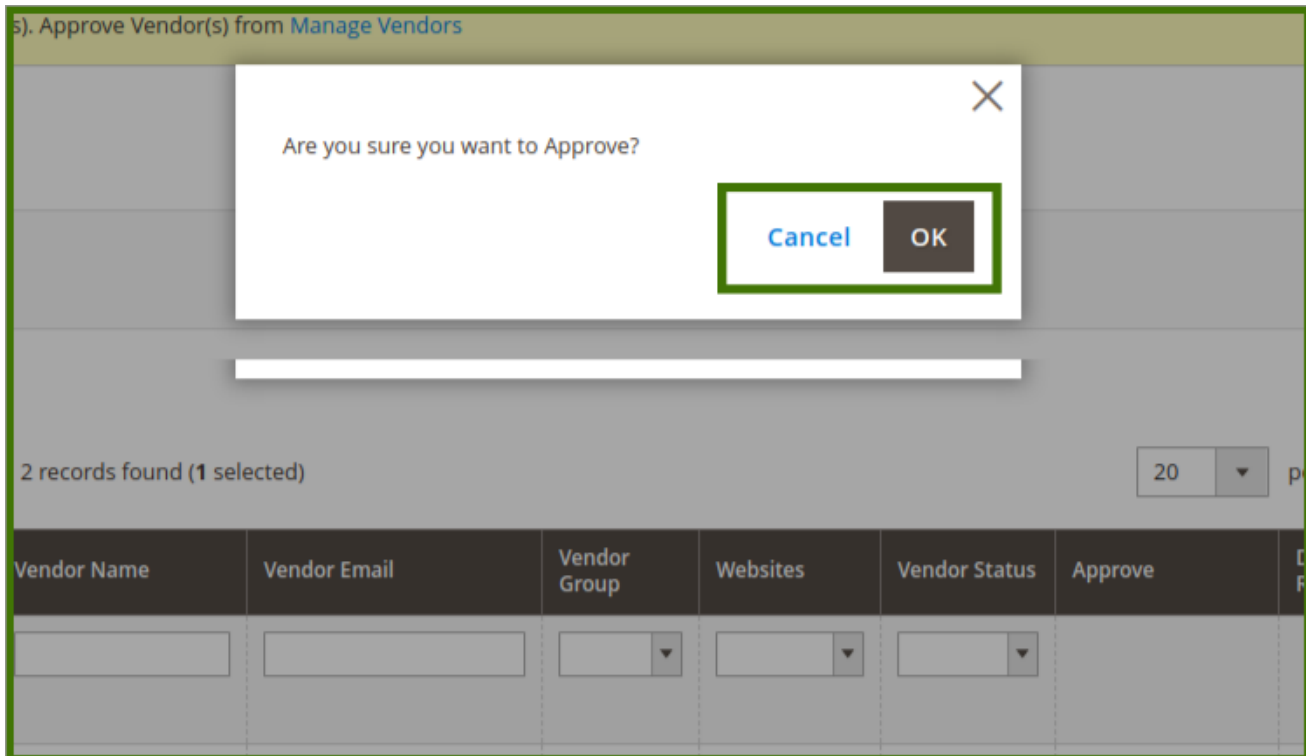 s). Approve Vendor(s) from Manage Vendors
Are you sure you want to Approve?
Cancel OK
2 records found (1 selected)
20
Vendor Name Vendor Email Vendor Group Websites Vendor Status Approve